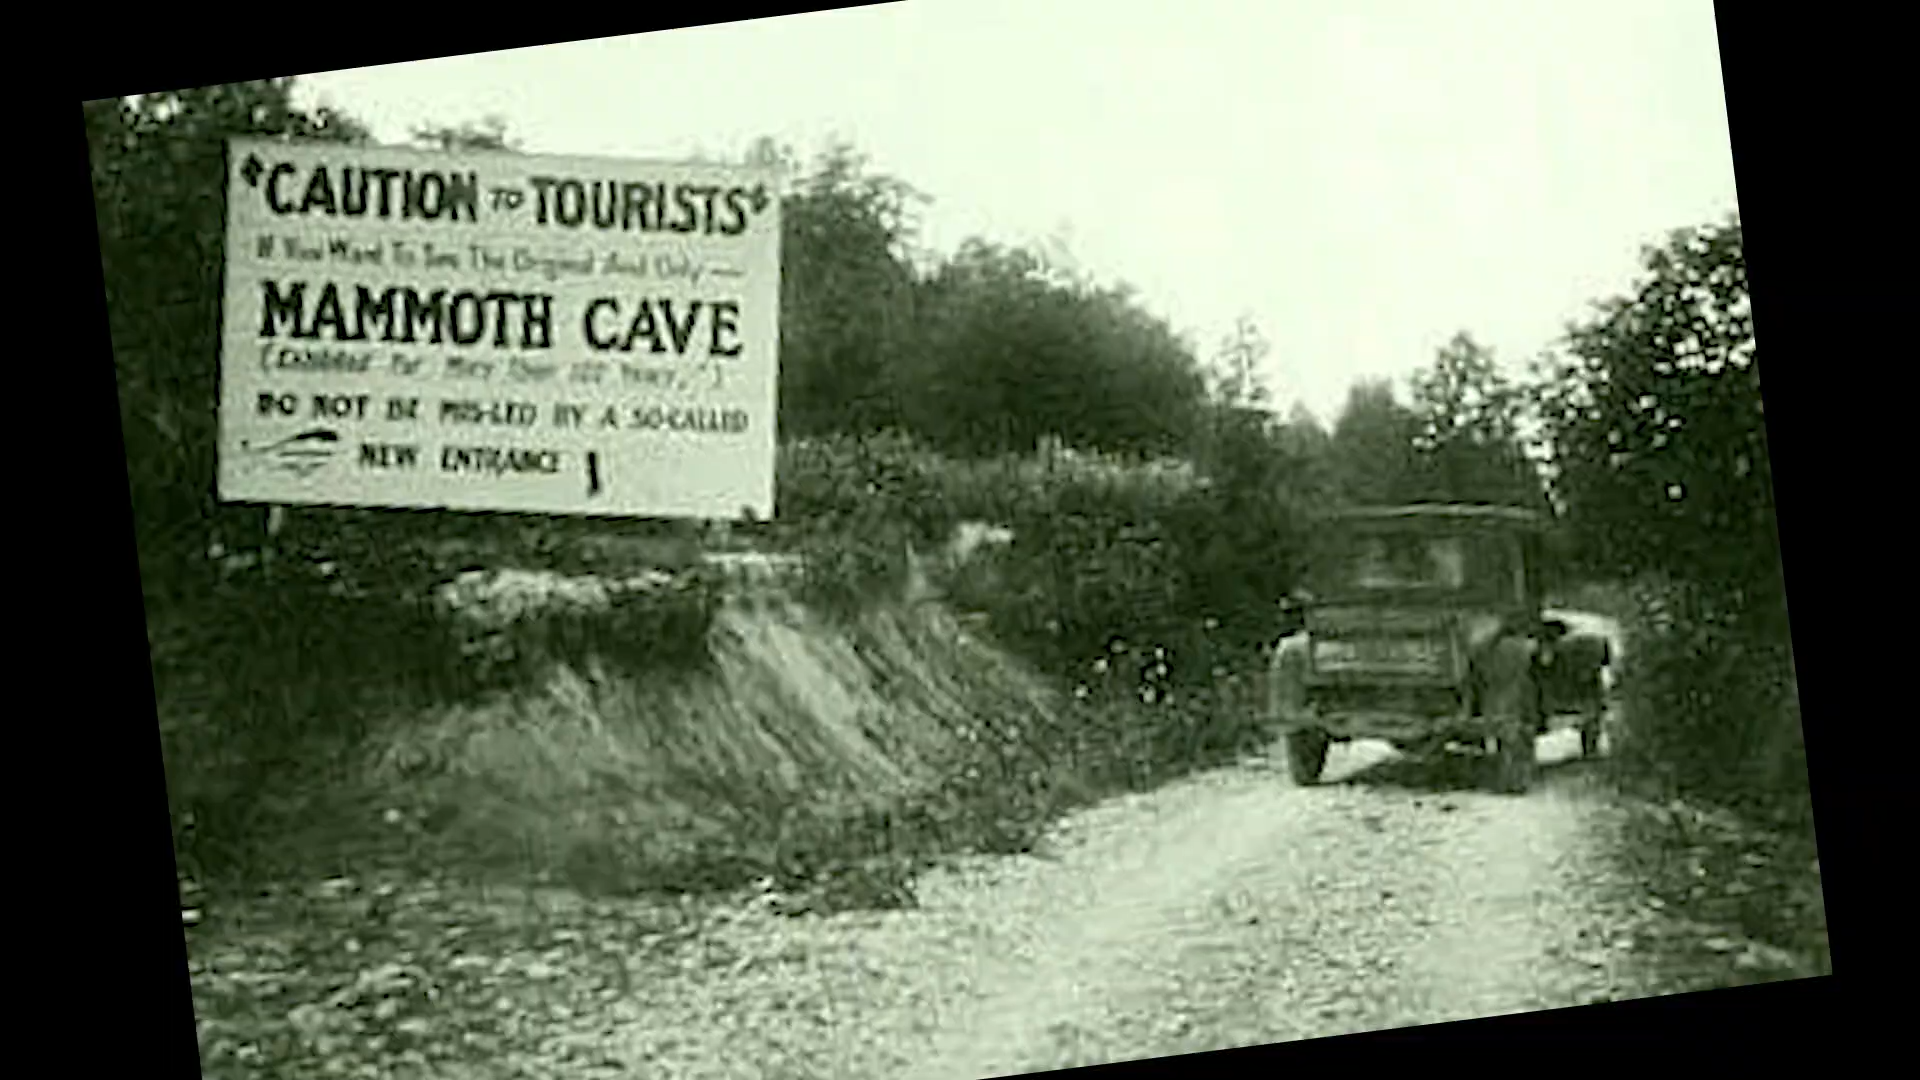 CAUTION TO TOURISTS
If You Want To See The Original And Only —
MAMMOTH CAVE
DO NOT BE MIS-LED BY A SO-CALLED
NEW ENTRANCE